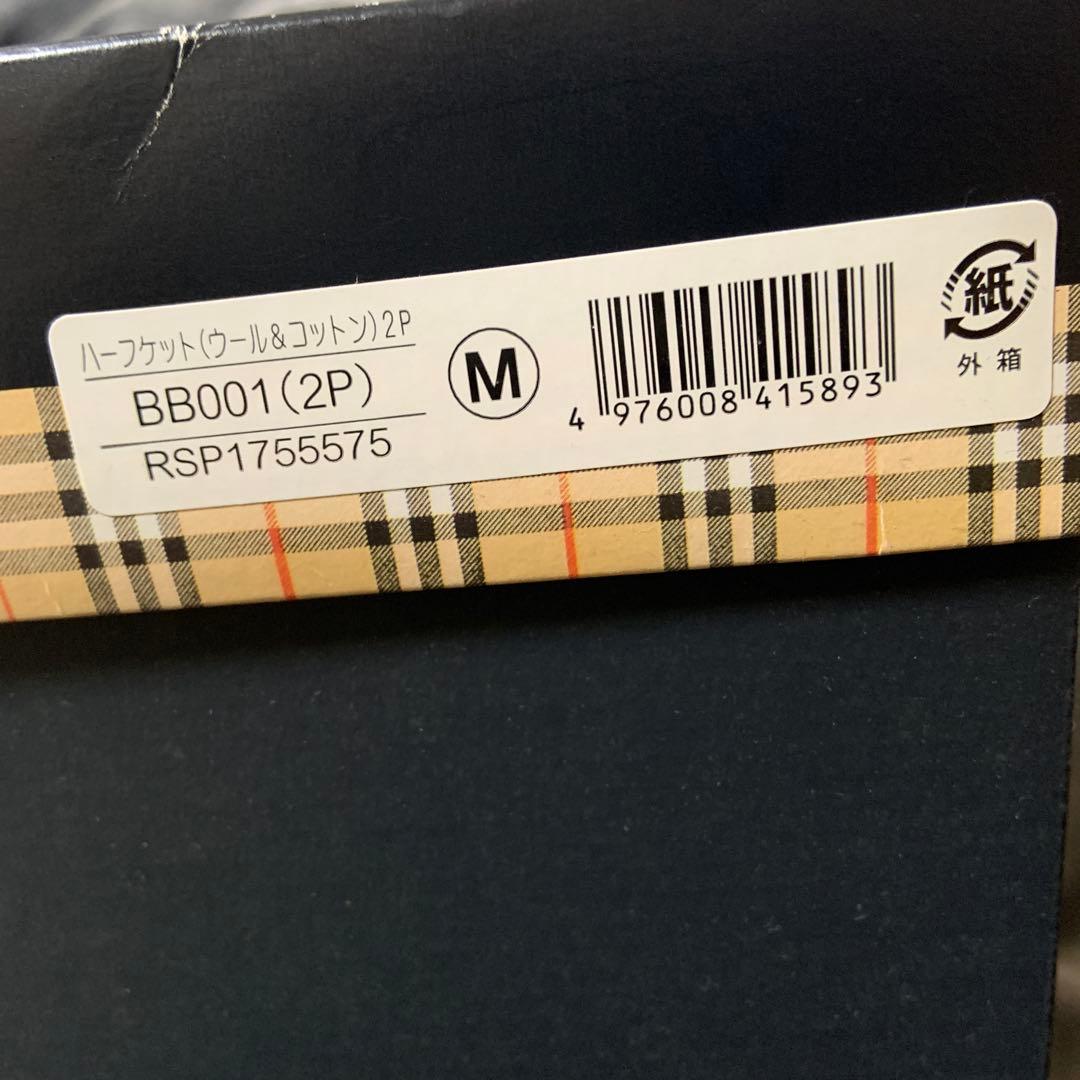 ハーフケット(ウール&コットン)2P
BB001(2P)
RSP1755575
M
4 976008 415893
紙
外箱